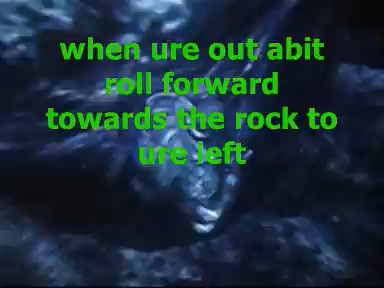 when ure out abit
roll forward
towards the rock to
ure left